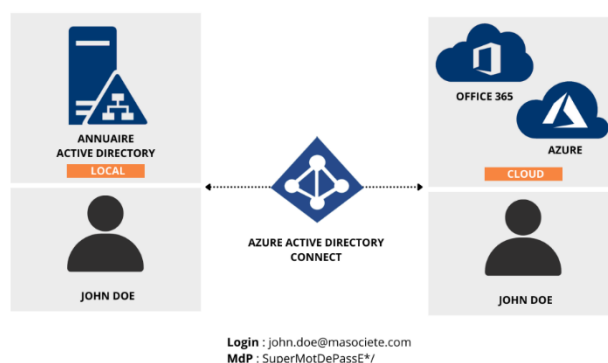 ANNUAIRE
ACTIVE DIRECTORY
LOCAL
JOHN DOE
AZURE ACTIVE DIRECTORY
CONNECT
OFFICE 365
AZURE
CLOUD
JOHN DOE
Login : john.doe@masociete.com
MdP : SuperMotDePassE*/